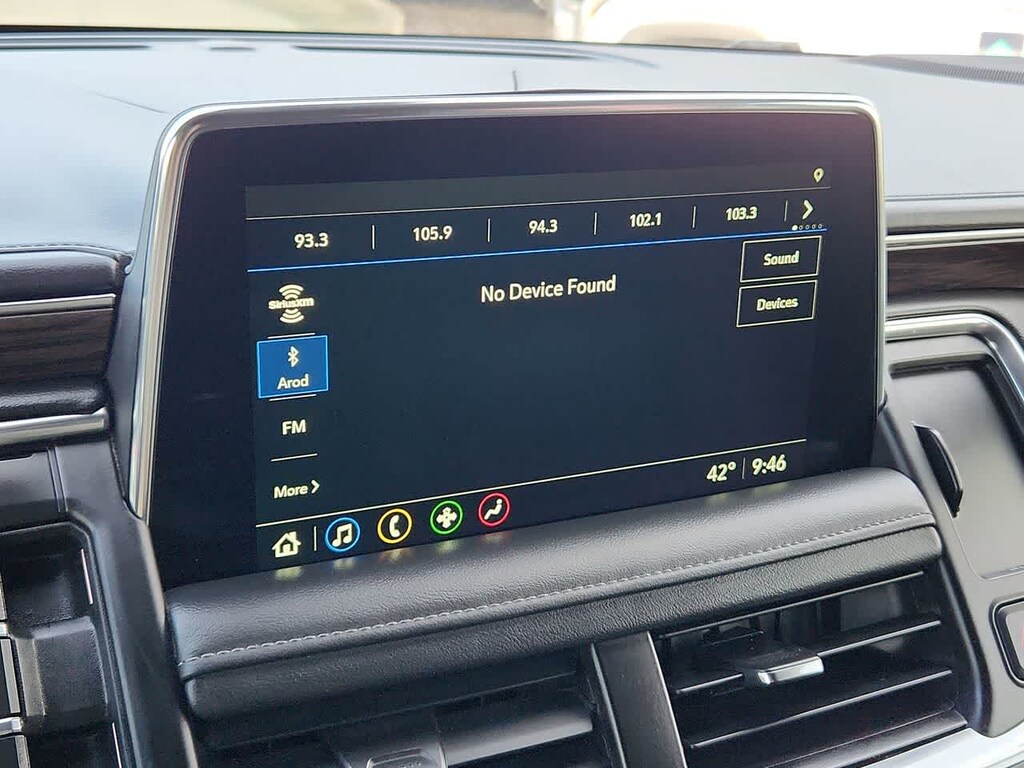 93.3 105.9 94.3 102.1 103.3
SiriusXM
No Device Found
Sound
Devices
Arod
FM
More
42° 9:46